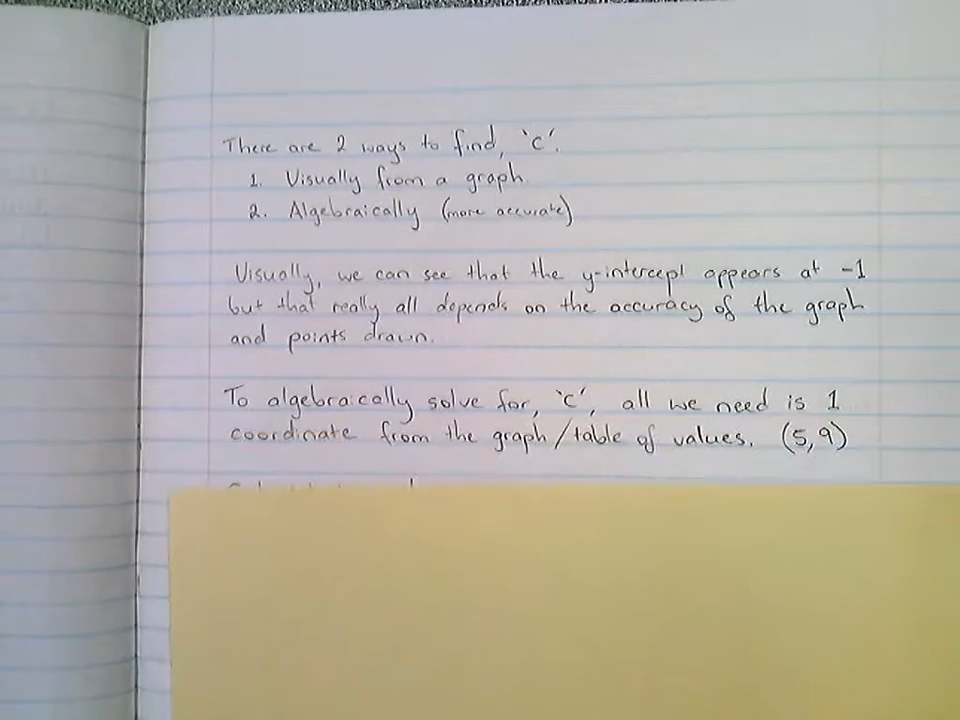 There are 2 ways to find, 'c'.
1. Visually from a graph.
2. Algebraically (more accurate)
Visually, we can see that the y-intercept appears at -1
but that really all depends on the accuracy of the graph
and points drawn.
To algebraically solve for, 'c', all we need is 1
coordinate from the graph/table of values. (5,9)